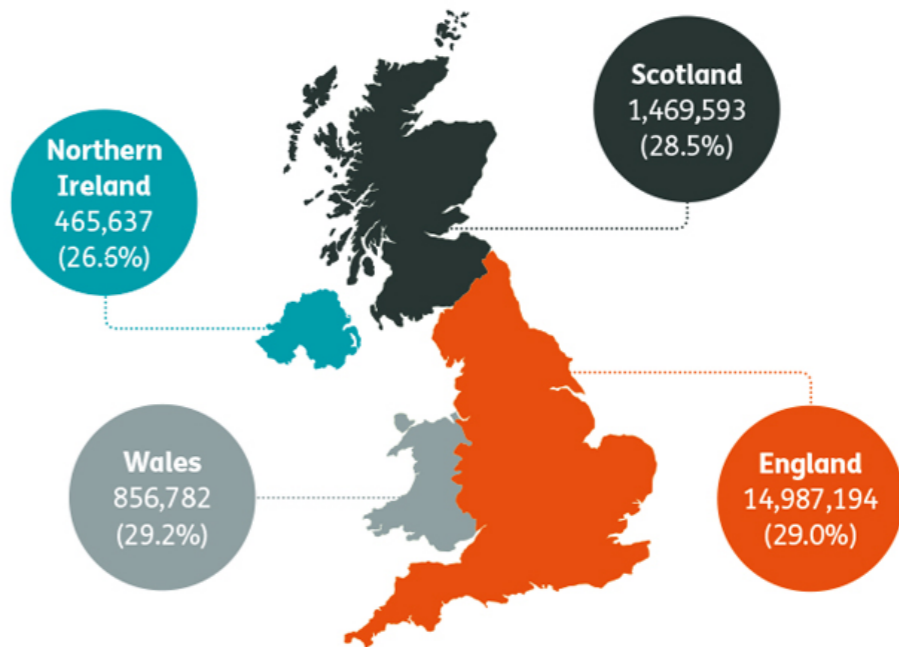 Scotland
1,469,593
(28.5%)
Northern
Ireland
465,637
(26.6%)
Wales
856,782
(29.2%)
England
14,987,194
(29.0%)